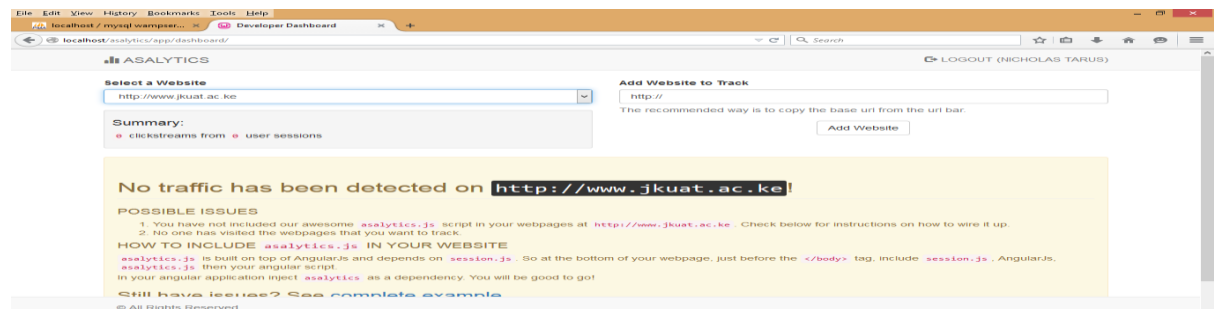 File Edit View History Bookmarks Tools Help
localhost / mysql wampser... × Developer Dashboard × +
localhost/asalytics/app/dashboard/ Search
ASALYTICS LOGOUT (NICHOLAS TARUS)
Select a Website
http://www.jkuat.ac.ke
Summary:
0 clickstreams from 0 user sessions
Add Website to Track
http://
The recommended way is to copy the base url from the url bar.
Add Website
No traffic has been detected on http://www.jkuat.ac.ke!
POSSIBLE ISSUES
1. You have not included our awesome asalytics.js script in your webpages at http://www.jkuat.ac.ke. Check below for instructions on how to wire it up.
2. No one has visited the webpages that you want to track.
HOW TO INCLUDE asalytics.js IN YOUR WEBSITE
asalytics.js is built on top of AngularJs and depends on session.js. So at the bottom of your webpage, just before the </body> tag, include session.js, AngularJs,
asalytics.js then your angular script.
In your angular application inject asalytics as a dependency. You will be good to go!
Still have issues? See complete example
© All Rights Reserved